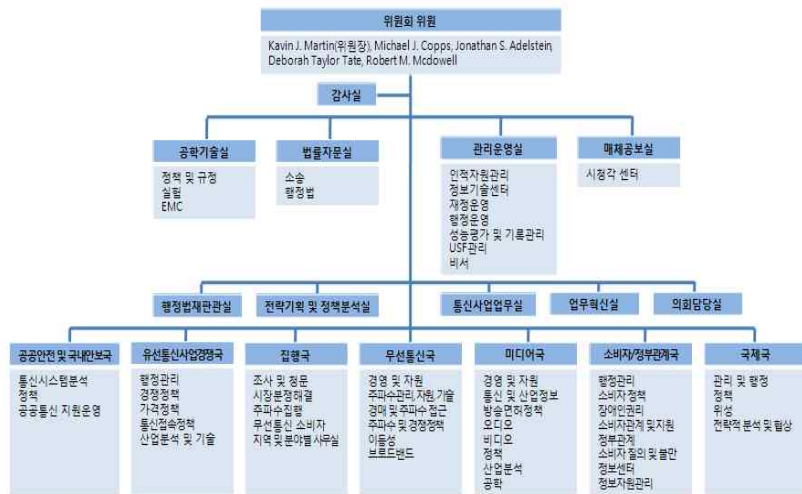 위원회 위원
Kavin J. Martin(위원장), Michael J. Copps, Jonathan S. Adelstein,
Deborah Taylor Tate, Robert M. Mcdowell
감사실
공학기술실
정책 및 규정
실험
EMC
법률자문실
소송
행정법
관리운영실
인적자원관리
정보기술센터
재정운영
행정운영
성능평가 및 기록관리
USF관리
비서
매체공보실
시청각 센터
행정법재판관실
전략기획 및 정책분석실
통신사업업무실
업무혁신실
의회담당실
공공안전 및 국내안보국
통신시스템분석
정책
공공통신 지원운영
유선통신사업경쟁국
행정관리
경쟁정책
가격정책
통신접속정책
산업분석 및 기술
집행국
조사 및 청문
시장분쟁해결
주파수집행
무선통신 소비자
지역 및 분야별 사무실
무선통신국
경영 및 자원
주파수관리, 자원, 기술
경매 및 주파수 접근
주파수 및 경쟁정책
이동성
브로드밴드
미디어국
경영 및 자원
통신 및 산업정보
방송면허정책
오디오
비디오
정책
산업분석
공학
소비자/정부관계국
행정관리
소비자 정책
장애인권리
소비자관계 및 지원
정부관계
소비자 질의 및 불만
정보센터
정보자원관리
국제국
관리 및 행정
정책
위성
전략적 분석 및 협상